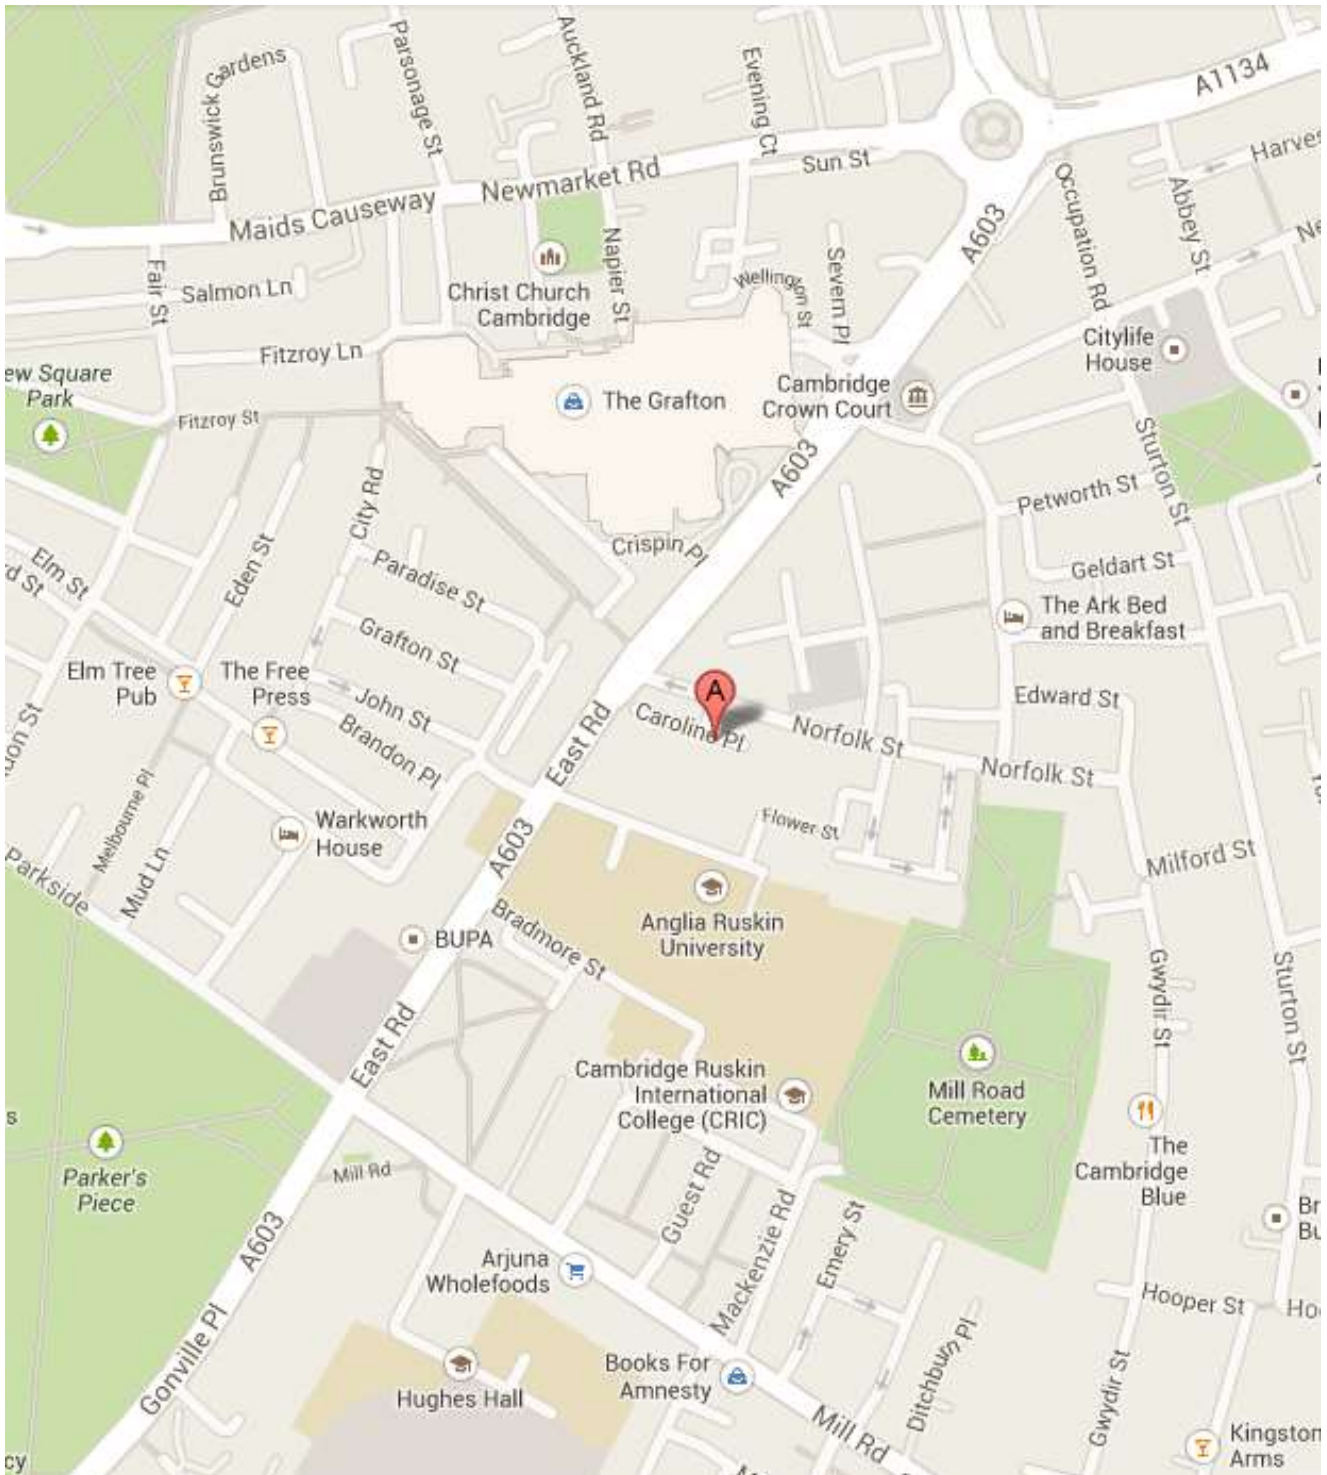 Brunswick Gardens
Parsonage St
Auckland Rd
Evening Ct
A1134
Newmarket Rd
Sun St
Abbey St
Maids Causeway
Occupation Rd
A603
Fair St
Salmon Ln
Napier St
Wellington St
Severn Pl
Christ Church
Cambridge
Citylife
House
Fitzroy Ln
Square
Park
Fitzroy St
The Grafton
Cambridge
Crown Court
A603
Sturton St
City Rd
Petworth St
Elm St
Eden St
Crispin Pl
Paradise St
Geldart St
Grafton St
The Ark Bed
and Breakfast
Elm Tree
Pub
The Free
Press
A
John St
Caroline Pl
Edward St
Brandon Pl
East Rd
Norfolk St
Norfolk St
Melbourne Pl
Warkworth
House
Flower St
Parkside
Mud Ln
A603
Milford St
Anglia Ruskin
University
BUPA
Bradmore St
Gwydir St
Sturton St
East Rd
Cambridge Ruskin
International
College (CRIC)
Mill Road
Cemetery
Parker's
Piece
Mill Rd
The
Cambridge
Blue
Guest Rd
Mackenzie Rd
Emery St
A603
Arjuna
Wholefoods
Hooper St
Gonville Pl
Books For
Amnesty
Ditchburn Pl
Hughes Hall
Mill Rd
Gwydir St
Kingston
Arms